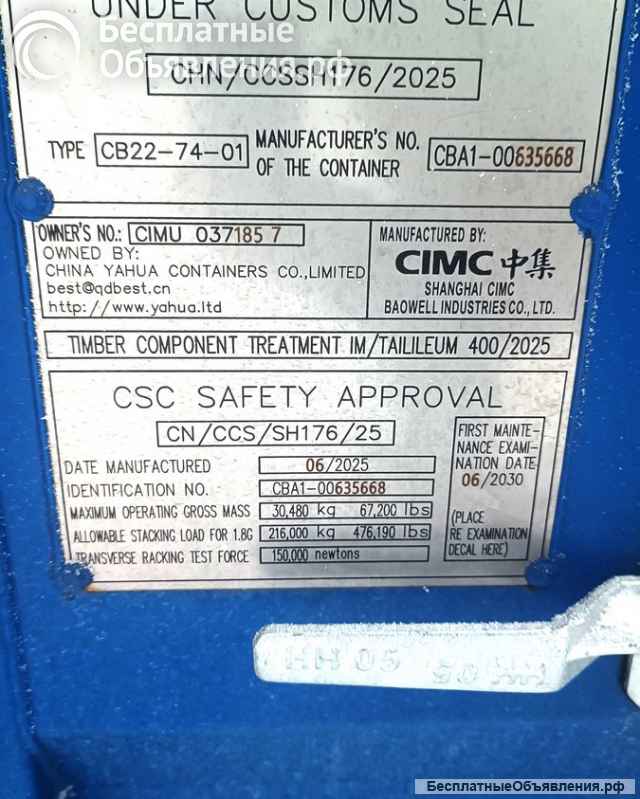 UNDER CUSTOMS SEAL
Бесплатные
Объявления.рф
CHN/CCSSH176/2025
TYPE CB22-74-01 MANUFACTURER'S NO. OF THE CONTAINER CBA1-00635668
OWNER'S NO.: CIMU 037185 7
OWNED BY:
CHINA YAHUA CONTAINERS CO.,LIMITED
best@qdbest.cn
http://www.yahua.ltd
MANUFACTURED BY:
CIMC 中集
SHANGHAI CIMC
BAOWELL INDUSTRIES CO., LTD.
TIMBER COMPONENT TREATMENT IM/TAILILEUM 400/2025
CSC SAFETY APPROVAL
CN/CCS/SH176/25
DATE MANUFACTURED 06/2025
IDENTIFICATION NO. CBA1-00635668
MAXIMUM OPERATING GROSS MASS 30,480 kg 67,200 lbs
ALLOWABLE STACKING LOAD FOR 1.8G 216,000 kg 476,190 lbs
TRANSVERSE RACKING TEST FORCE 150,000 newtons
FIRST MAINTE-
NANCE EXAMI-
NATION DATE
06/2030
(PLACE
RE EXAMINATION
DECAL HERE)
HH 05
БесплатныеОбъявления.рф